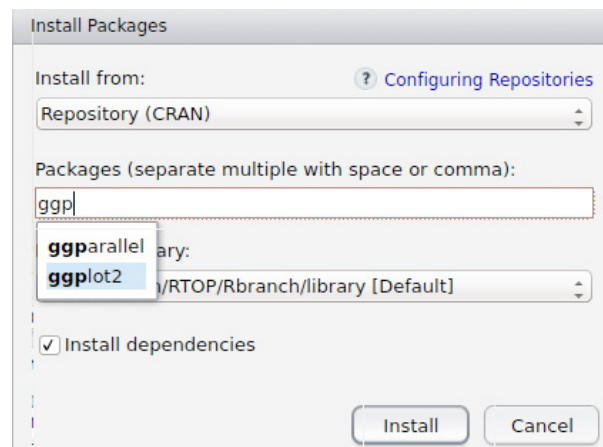 Install Packages
Install from:
? Configuring Repositories
Repository (CRAN)
Packages (separate multiple with space or comma):
ggp
ggparallel
ary:
ggplot2
/RTOP/Rbranch/library [Default]
✓ Install dependencies
Install Cancel